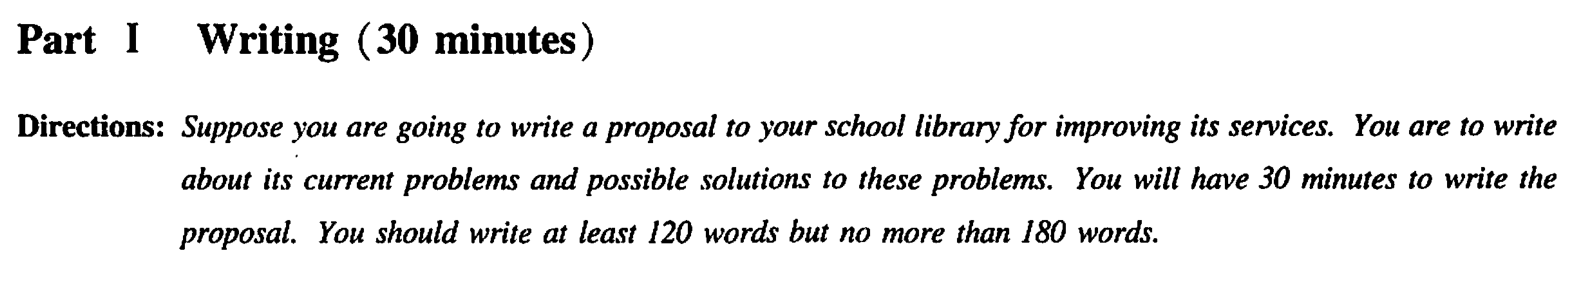 Part I Writing (30 minutes)
Directions: Suppose you are going to write a proposal to your school library for improving its services. You are to write
about its current problems and possible solutions to these problems. You will have 30 minutes to write the
proposal. You should write at least 120 words but no more than 180 words.